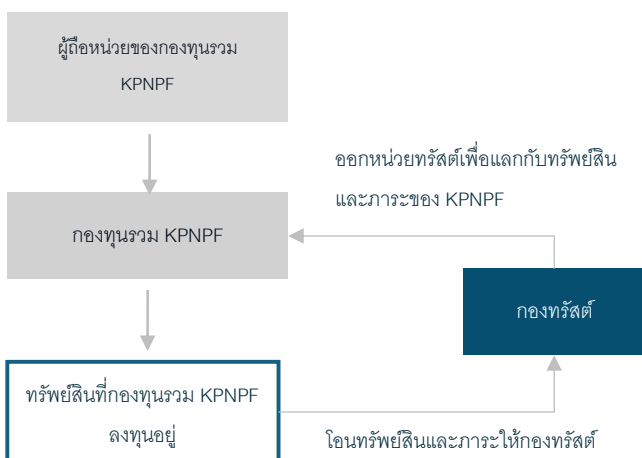 ผู้ถือหน่วยของกองทุนรวม
KPNPF
ออกหน่วยทรัสต์เพื่อแลกกับทรัพย์สิน
และภาระของ KPNPF
กองทุนรวม KPNPF
กองทรัสต์
ทรัพย์สินที่กองทุนรวม KPNPF
ลงทุนอยู่
โอนทรัพย์สินและภาระให้กองทรัสต์